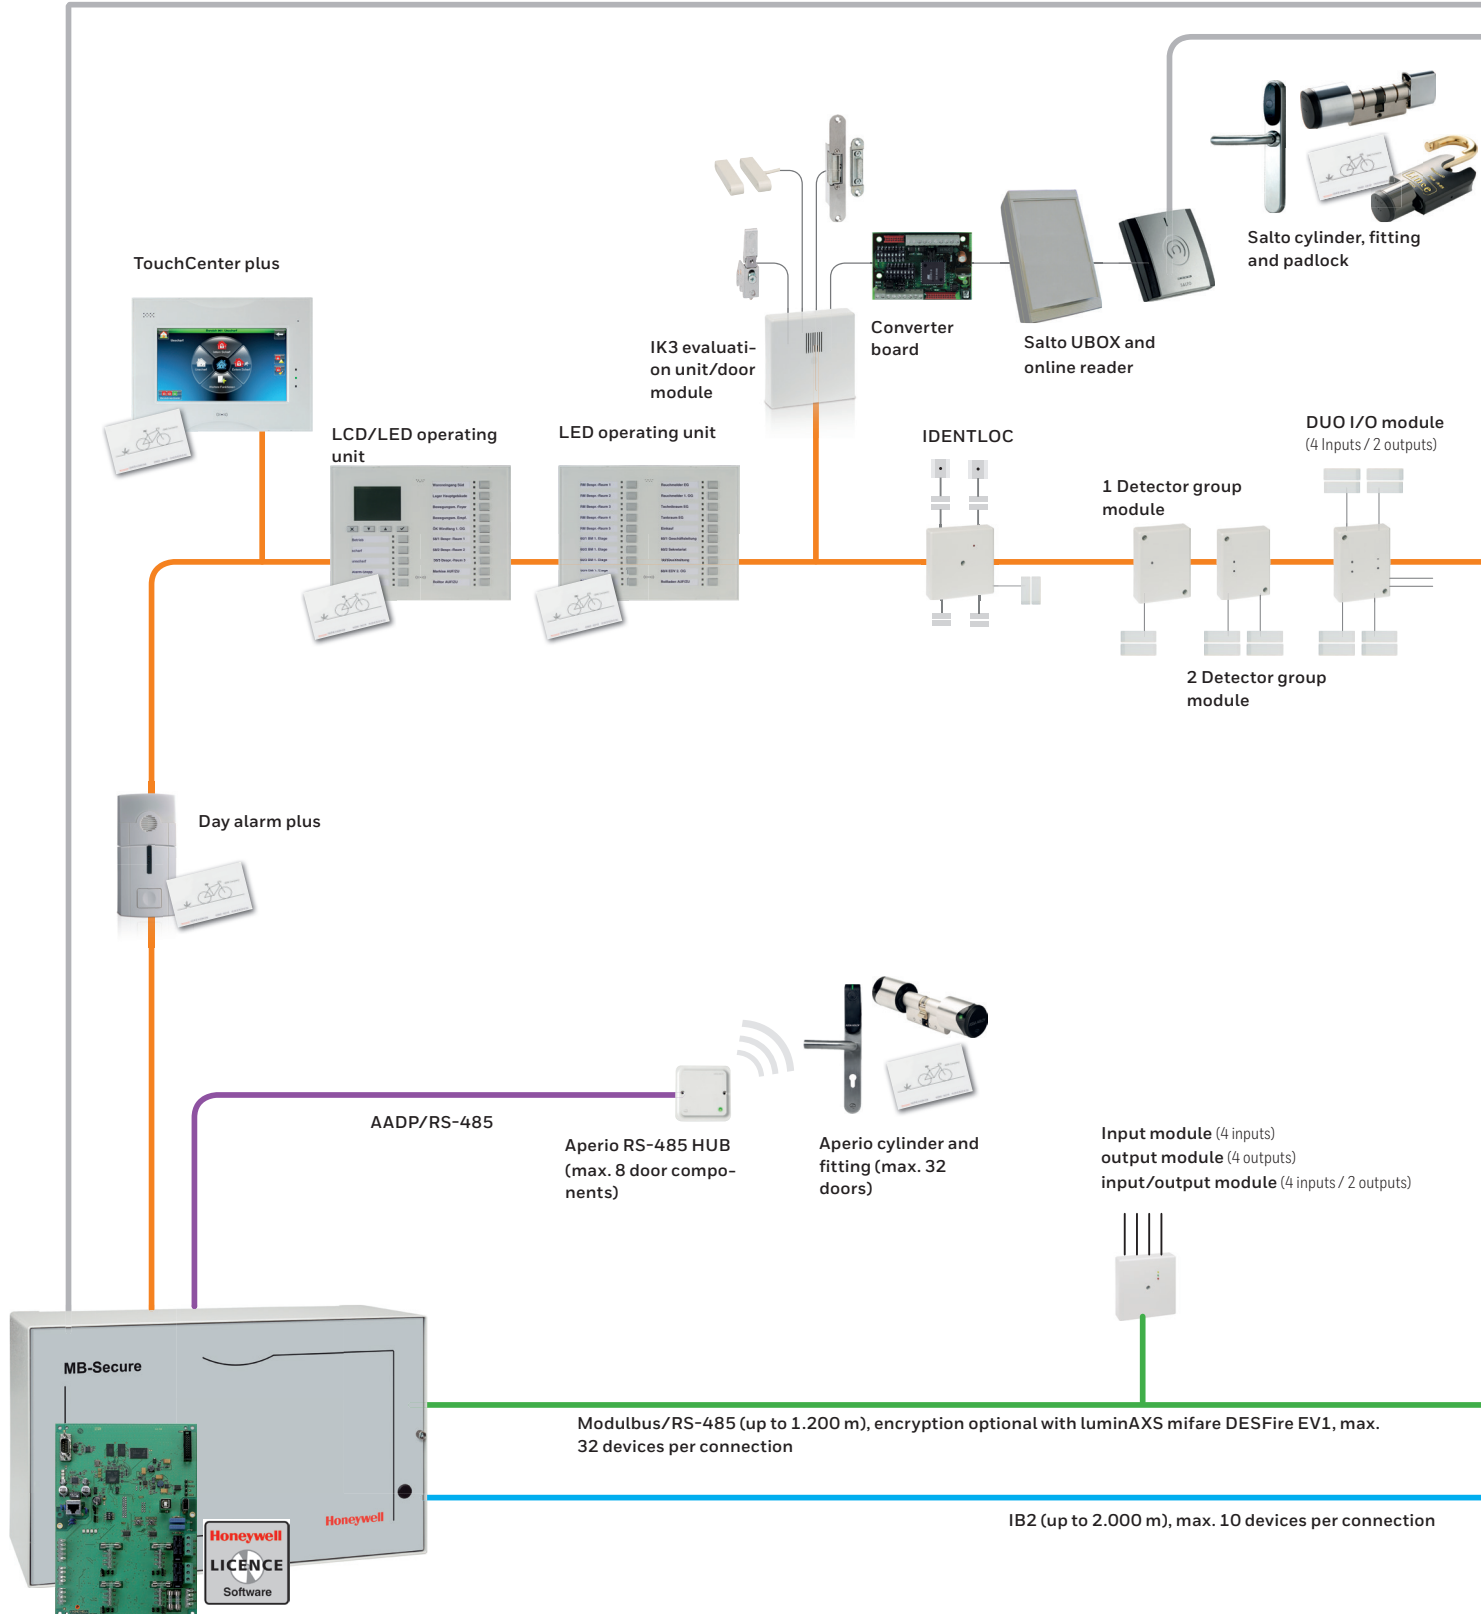 Salto cylinder, fitting
and padlock
TouchCenter plus
Converter
board
IK3 evaluati-
on unit/door
module
Salto UBOX and
online reader
LCD/LED operating
unit
LED operating unit
IDENTLOC
DUO I/O module
(4 Inputs / 2 outputs)
1 Detector group
module
2 Detector group
module
Day alarm plus
AADP/RS-485
Aperio RS-485 HUB
(max. 8 door compo-
nents)
Aperio cylinder and
fitting (max. 32
doors)
Input module (4 inputs)
output module (4 outputs)
input/output module (4 inputs / 2 outputs)
MB-Secure
Modulbus/RS-485 (up to 1.200 m), encryption optional with luminAXS mifare DESFire EV1, max.
32 devices per connection
Honeywell
IB2 (up to 2.000 m), max. 10 devices per connection
Honeywell
LICENCE
Software